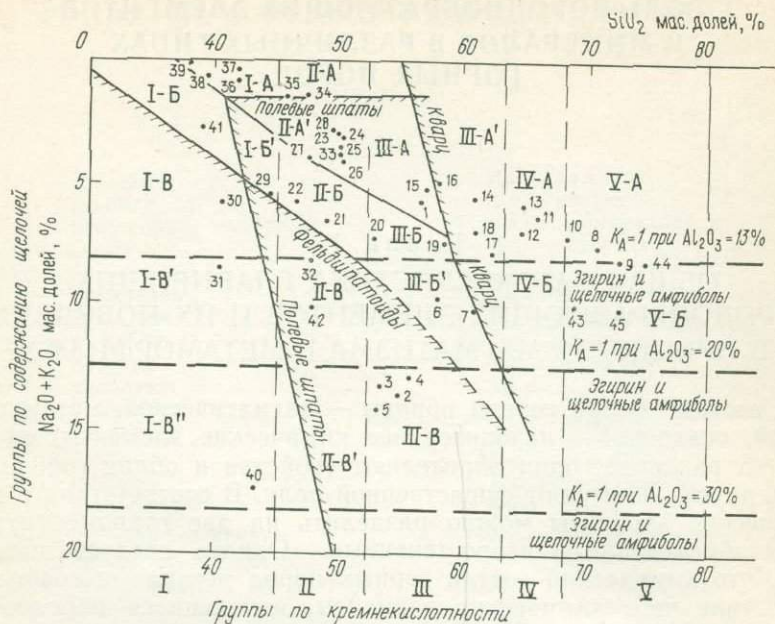 SiO₂ мас. долей, %
0 40 50 60 70 80
39 37 II-А
38 36 I-А 35 34
I-Б Полевые шпаты
кварц
41 II-А' 28 24
I-Б' 23 25 III-А III-А'
27 33
26
5
29 15 16 IV-А V-А
I-В 30 22 II-Б 1 14 13
11
21 20 III-Б 18 12 10
19 17 8 K_А=1 при Al₂O₃=13%
фельдшпатоиды
9 44
I-В' 31 32 кварц Эгирин и
щелочные амфиболы
II-В III-Б' IV-Б
10 42 6 7 43 45 V-Б
K_А=1 при Al₂O₃=20%
Полевые шпаты
3 4 Эгирин и
щелочные амфиболы
2
5
15 I-В'' III-В
II-В'
40 K_А=1 при Al₂O₃=30%
Эгирин и
щелочные амфиболы
20
40 50 60 70 80
I II III IV V
Группы по кремнекислотности
Группы по содержанию щелочей
Na₂O+K₂O мас. долей, %